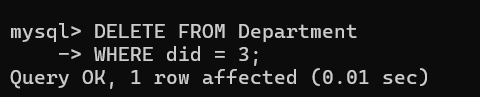 mysql> DELETE FROM Department
    -> WHERE did = 3;
Query OK, 1 row affected (0.01 sec)